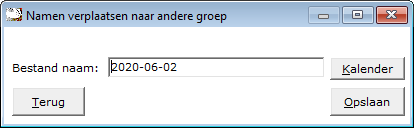 Namen verplaatsen naar andere groep
Bestand naam: 2020-06-02 Kalender
Terug Opslaan